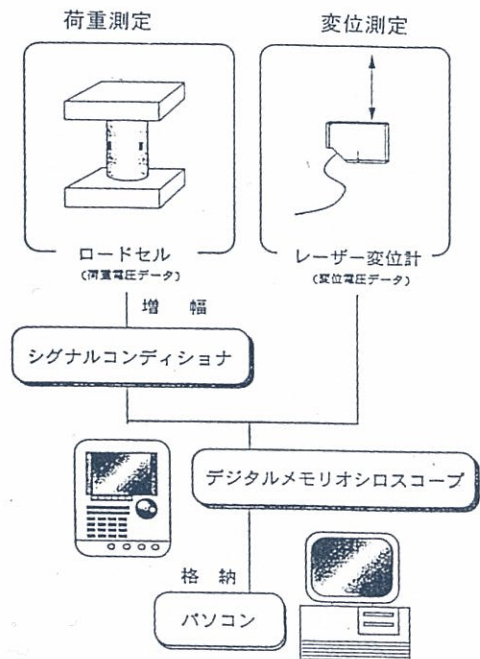 荷重測定
変位測定
ロードセル
(荷重電圧データ)
レーザー変位計
(変位電圧データ)
増 幅
シグナルコンディショナ
デジタルメモリオシロスコープ
格 納
パソコン